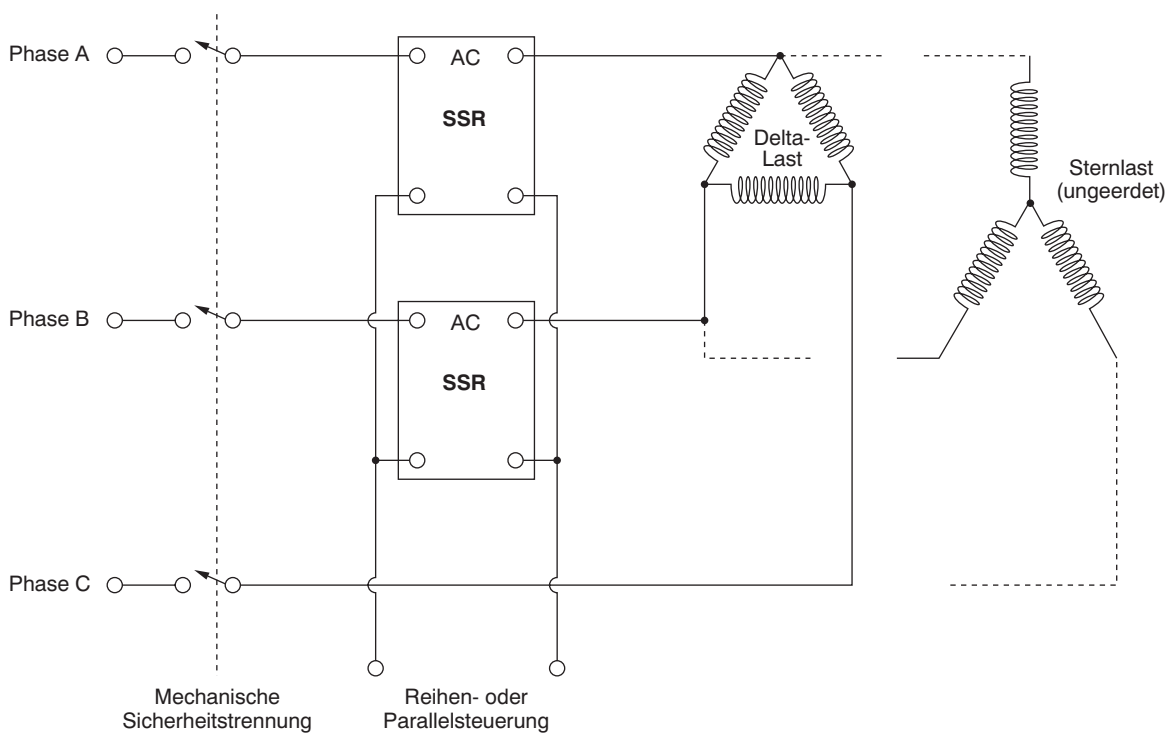 Phase A
AC
SSR
Delta-
Last
Sternlast
(ungeerdet)
Phase B
AC
SSR
Phase C
Mechanische
Sicherheitstrennung
Reihen- oder
Parallelsteuerung